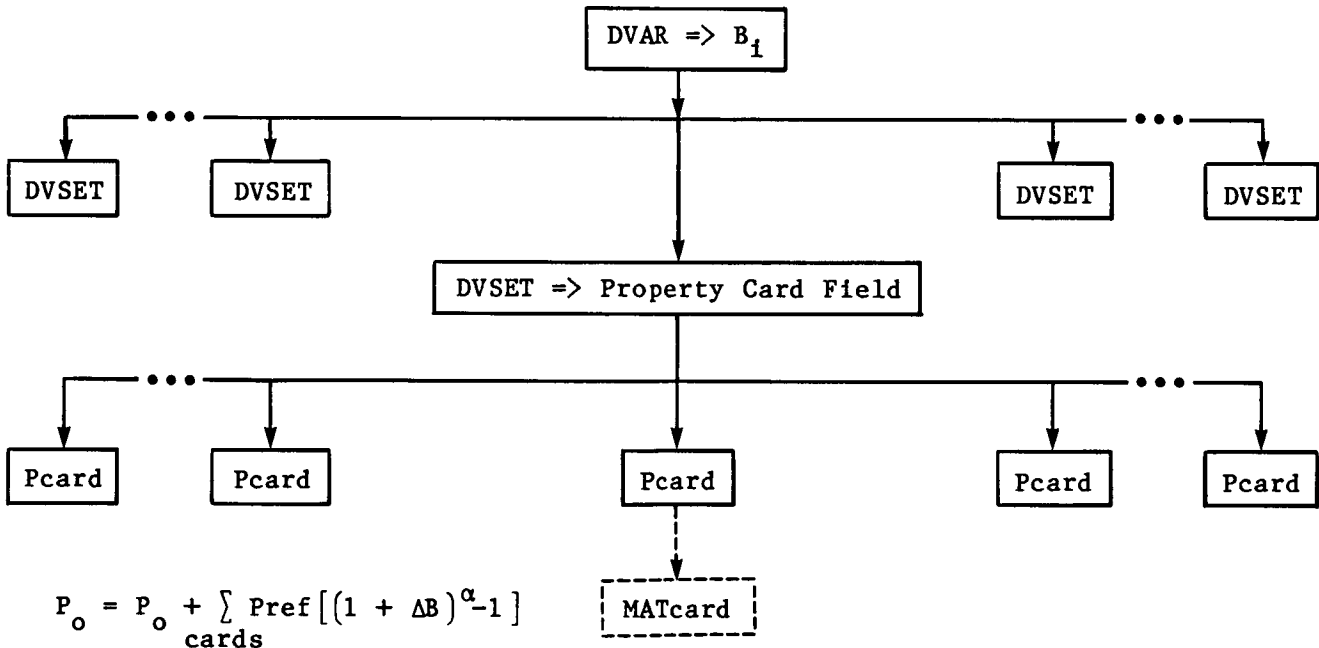 DVAR => B_i
•••
•••
DVSET
DVSET
DVSET
DVSET
DVSET => Property Card Field
•••
•••
Pcard
Pcard
Pcard
Pcard
Pcard
P_o = P_o + ∑ Pref[(1 + ΔB)^α-1]
cards
MATcard